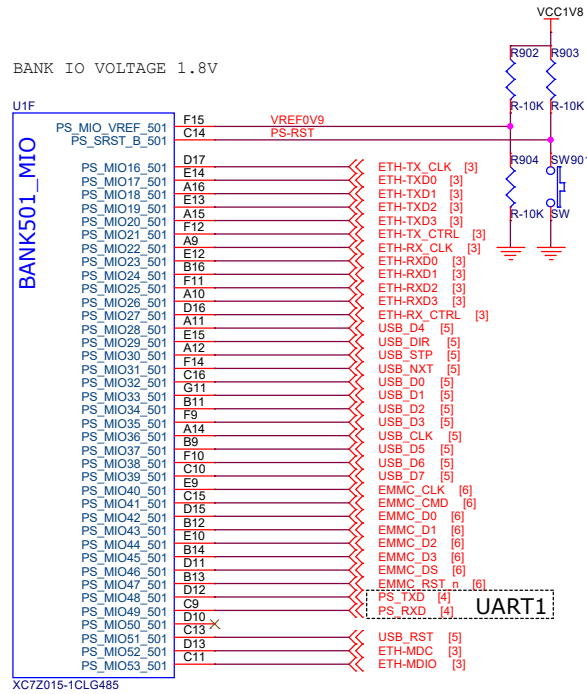 VCC1V8
BANK IO VOLTAGE 1.8V
R902 R903
R-10K R-10K
U1F
BANK501_MIO
PS_MIO_VREF_501 F15 VREF0V9
PS_SRST_B_501 C14 PS-RST
R904 SW901
R-10K SW
PS_MIO16_501 D17 ETH-TX_CLK [3]
PS_MIO17_501 E14 ETH-TXD0 [3]
PS_MIO18_501 A16 ETH-TXD1 [3]
PS_MIO19_501 E13 ETH-TXD2 [3]
PS_MIO20_501 A15 ETH-TXD3 [3]
PS_MIO21_501 F12 ETH-TX_CTRL [3]
PS_MIO22_501 A9 ETH-RX_CLK [3]
PS_MIO23_501 E12 ETH-RXD0 [3]
PS_MIO24_501 B16 ETH-RXD1 [3]
PS_MIO25_501 F11 ETH-RXD2 [3]
PS_MIO26_501 A10 ETH-RXD3 [3]
PS_MIO27_501 D16 ETH-RX_CTRL [3]
PS_MIO28_501 A11 USB_D4 [5]
PS_MIO29_501 E15 USB_DIR [5]
PS_MIO30_501 A12 USB_STP [5]
PS_MIO31_501 F14 USB_NXT [5]
PS_MIO32_501 C16 USB_D0 [5]
PS_MIO33_501 G11 USB_D1 [5]
PS_MIO34_501 B11 USB_D2 [5]
PS_MIO35_501 F9 USB_D3 [5]
PS_MIO36_501 A14 USB_CLK [5]
PS_MIO37_501 B9 USB_D5 [5]
PS_MIO38_501 F10 USB_D6 [5]
PS_MIO39_501 C10 USB_D7 [5]
PS_MIO40_501 E9 EMMC_CLK [6]
PS_MIO41_501 C15 EMMC_CMD [6]
PS_MIO42_501 D15 EMMC_D0 [6]
PS_MIO43_501 B12 EMMC_D1 [6]
PS_MIO44_501 E10 EMMC_D2 [6]
PS_MIO45_501 B14 EMMC_D3 [6]
PS_MIO46_501 D11 EMMC_DS [6]
PS_MIO47_501 B13 EMMC_RST_n [6]
PS_MIO48_501 D12 PS_TXD [4]
PS_MIO49_501 C9 PS_RXD [4]
UART1
PS_MIO50_501 D10
PS_MIO51_501 C13 USB_RST [5]
PS_MIO52_501 D13 ETH-MDC [3]
PS_MIO53_501 C11 ETH-MDIO [3]
XC7Z015-1CLG485